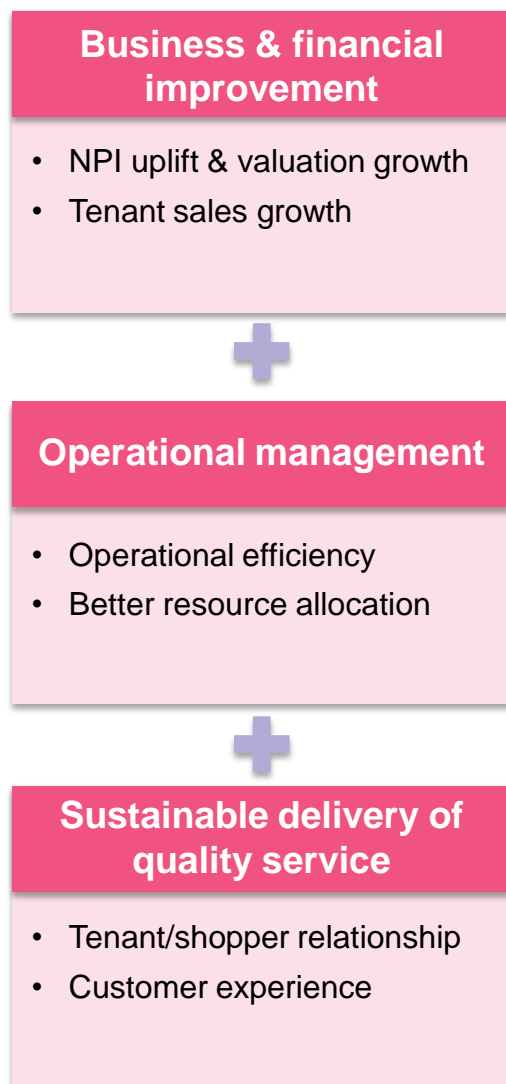 Business & financial
improvement
• NPI uplift & valuation growth
• Tenant sales growth
Operational management
• Operational efficiency
• Better resource allocation
Sustainable delivery of
quality service
• Tenant/shopper relationship
• Customer experience